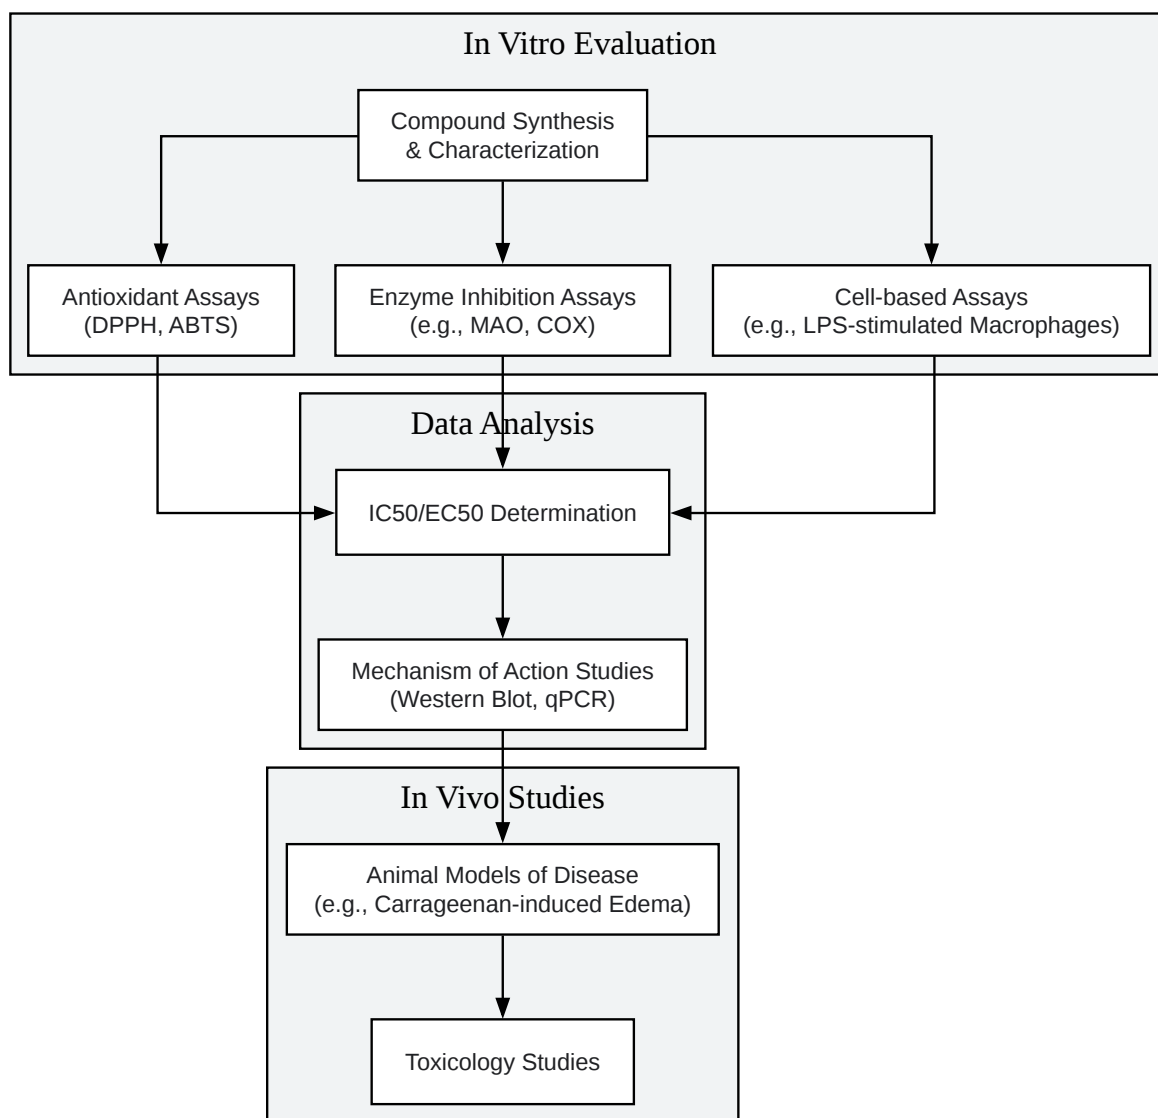 In Vitro Evaluation
Compound Synthesis
& Characterization
Antioxidant Assays
(DPPH, ABTS)
Enzyme Inhibition Assays
(e.g., MAO, COX)
Cell-based Assays
(e.g., LPS-stimulated Macrophages)
Data Analysis
IC50/EC50 Determination
Mechanism of Action Studies
(Western Blot, qPCR)
In Vivo Studies
Animal Models of Disease
(e.g., Carrageenan-induced Edema)
Toxicology Studies